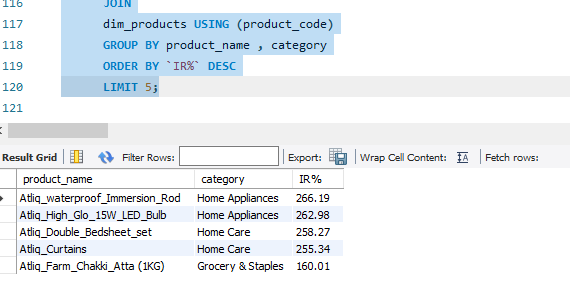 116 JOIN
117 dim_products USING (product_code)
118 GROUP BY product_name , category
119 ORDER BY `IR%` DESC
120 LIMIT 5;
121
Result Grid Filter Rows: Export: Wrap Cell Content: Fetch rows:
product_name category IR%
Atliq_waterproof_Immersion_Rod Home Appliances 266.19
Atliq_High_Glo_15W_LED_Bulb Home Appliances 262.98
Atliq_Double_Bedsheet_set Home Care 258.27
Atliq_Curtains Home Care 255.34
Atliq_Farm_Chakki_Atta (1KG) Grocery & Staples 160.01